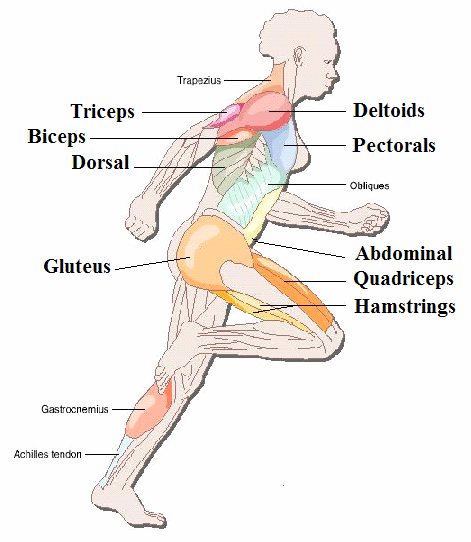 Trapezius
Triceps
Deltoids
Biceps
Pectorals
Dorsal
Obliques
Abdominal
Gluteus
Quadriceps
Hamstrings
Gastrocnemius
Achilles tendon